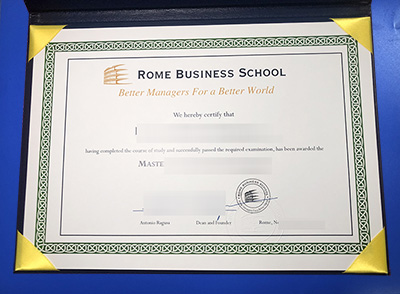 ROME BUSINESS SCHOOL
Better Managers For a Better World
We hereby certify that
having completed the course of study and successfully passed the required examination, has been awarded the
MASTE
Antonio Ragusa Dean and Founder Rome,